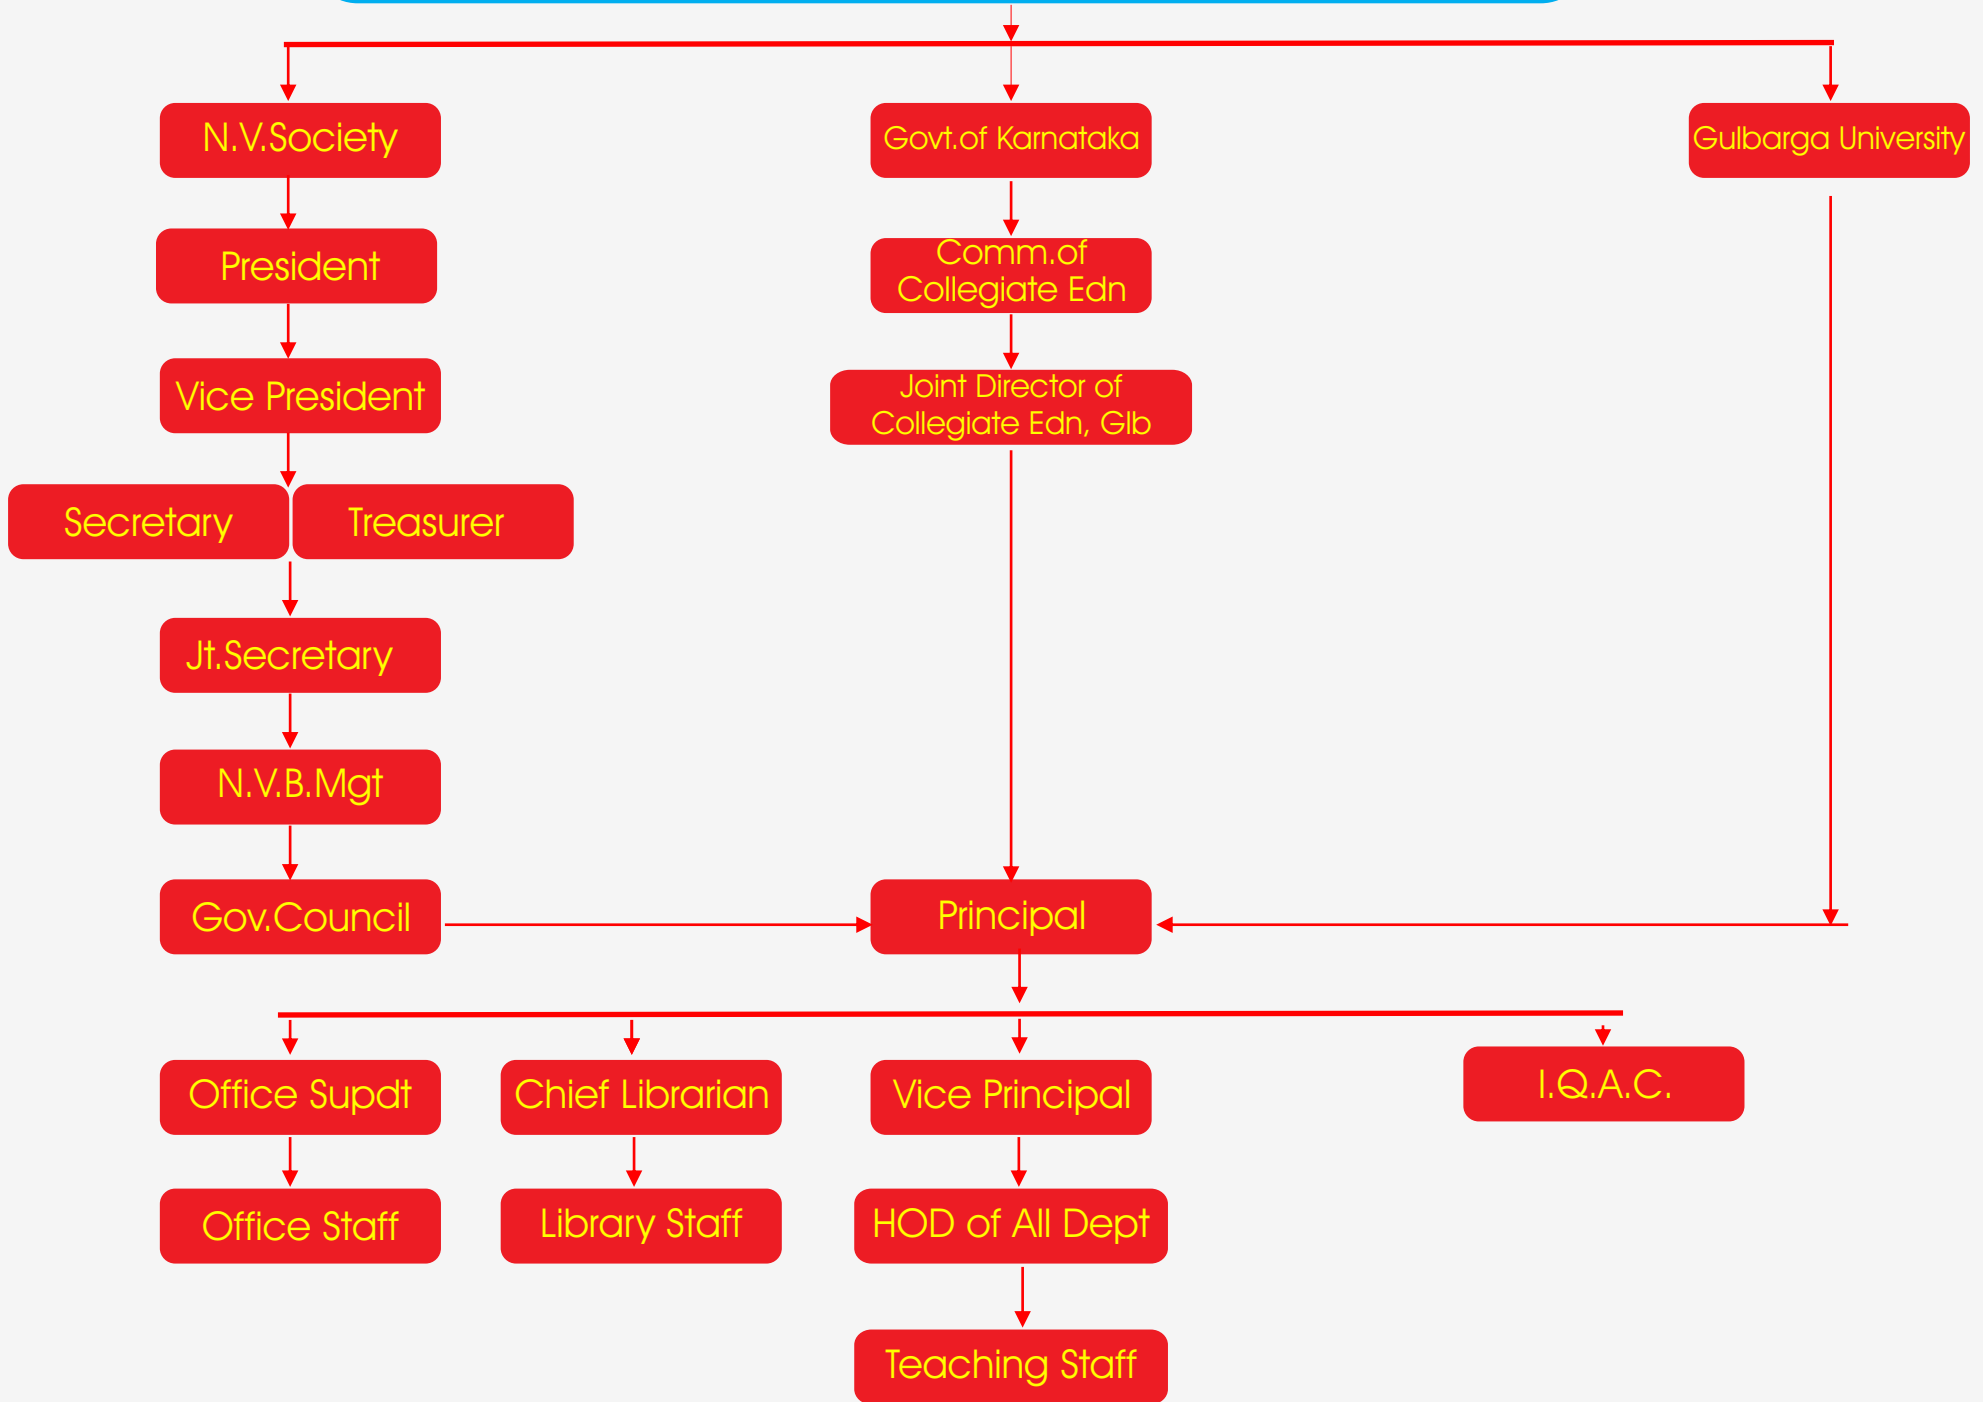 N.V.Society
Govt.of Karnataka
Gulbarga University
President
Comm.of
Collegiate Edn
Vice President
Joint Director of
Collegiate Edn, Glb
Secretary
Treasurer
Jt.Secretary
N.V.B.Mgt
Gov.Council
Principal
Office Supdt
Chief Librarian
Vice Principal
I.Q.A.C.
Office Staff
Library Staff
HOD of All Dept
Teaching Staff